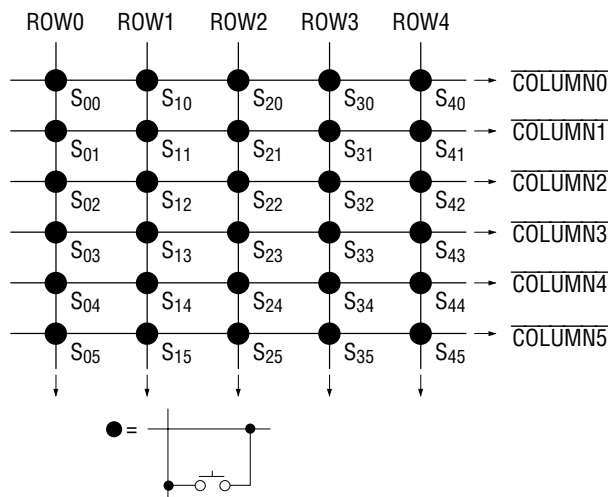 ROW0 ROW1 ROW2 ROW3 ROW4
COLUMN0
S00 S10 S20 S30 S40
COLUMN1
S01 S11 S21 S31 S41
COLUMN2
S02 S12 S22 S32 S42
COLUMN3
S03 S13 S23 S33 S43
COLUMN4
S04 S14 S24 S34 S44
COLUMN5
S05 S15 S25 S35 S45
=